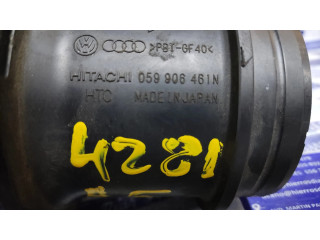 >PBT-GF40<
HITACHI 059 906 461N
HTC MADE IN JAPAN
4281